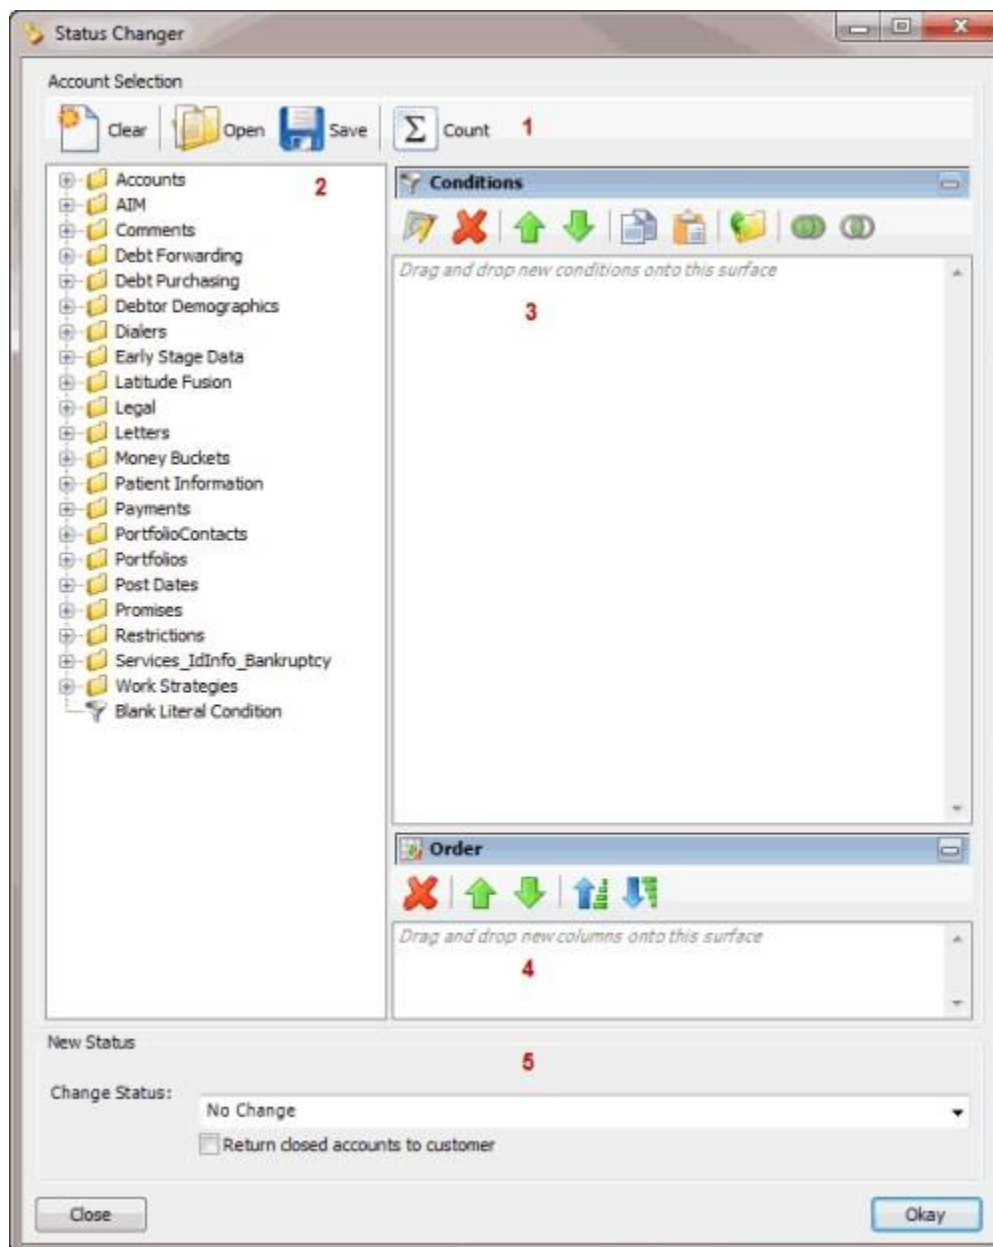 Status Changer
Account Selection
Clear Open Save Σ Count 1
Accounts 2
AIM
Comments
Debt Forwarding
Debt Purchasing
Debtor Demographics
Dialers
Early Stage Data
Latitude Fusion
Legal
Letters
Money Buckets
Patient Information
Payments
PortfolioContacts
Portfolios
Post Dates
Promises
Restrictions
Services_IdInfo_Bankruptcy
Work Strategies
Blank Literal Condition
Conditions
Drag and drop new conditions onto this surface
3
Order
Drag and drop new columns onto this surface
4
New Status
5
Change Status:
No Change
Return closed accounts to customer
Close Okay